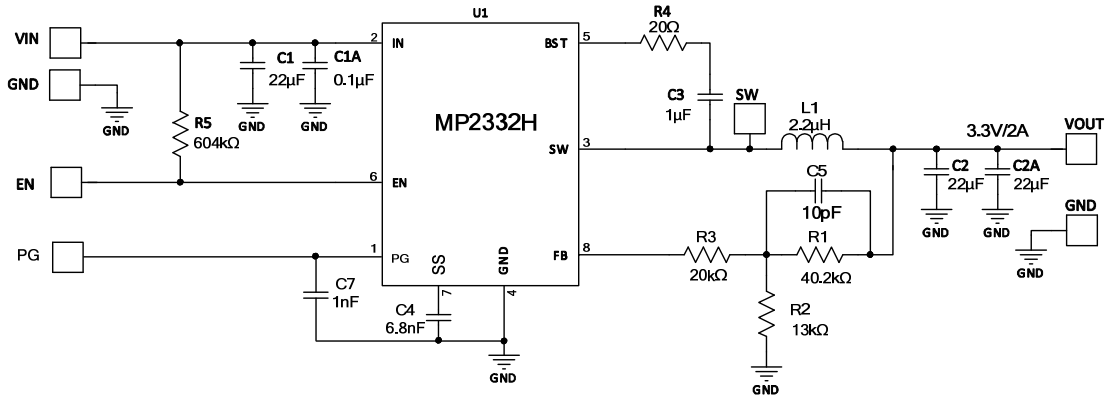 U1
VIN
GND
GND
R5
604kΩ
C1
22µF
GND
C1A
0.1µF
GND
EN
PG
C7
1nF
C4
6.8nF
2
IN
6
EN
1
PG
SS
7
GND
4
GND
MP2332H
BST
5
SW
3
FB
8
R4
20Ω
C3
1µF
SW
L1
2.2µH
C5
10pF
R3
20kΩ
R1
40.2kΩ
R2
13kΩ
GND
3.3V/2A
VOUT
C2
22µF
GND
C2A
22µF
GND
GND
GND